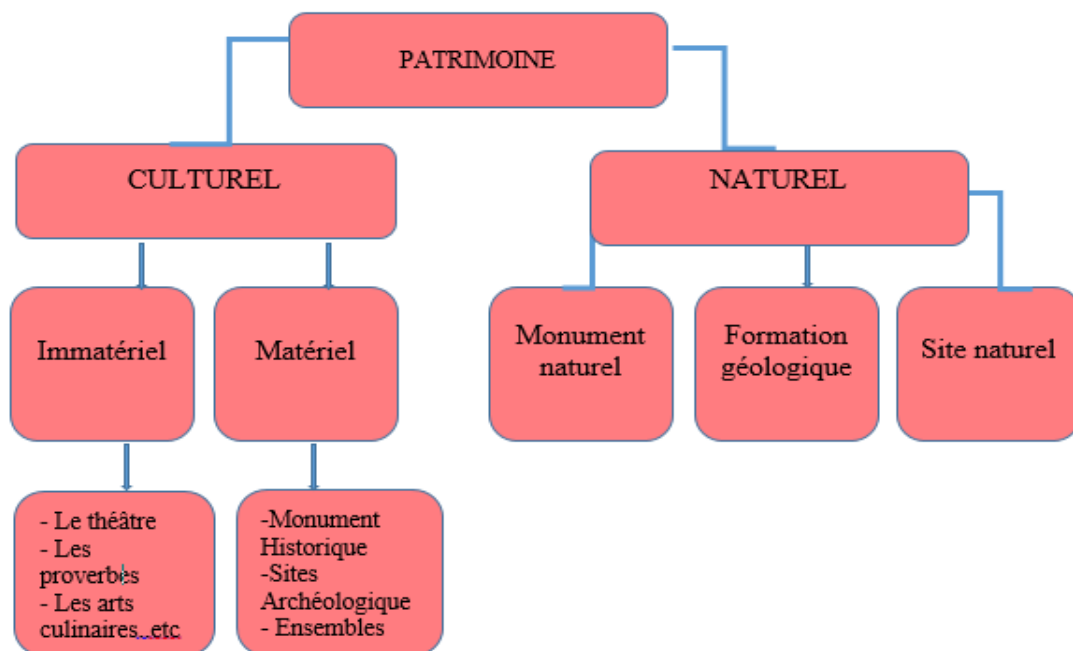 PATRIMOINE
CULTUREL
NATUREL
Immatériel
Matériel
Monument
naturel
Formation
géologique
Site naturel
- Le théâtre
- Les
proverbes
- Les arts
culinaires..etc
-Monument
Historique
-Sites
Archéologique
- Ensembles